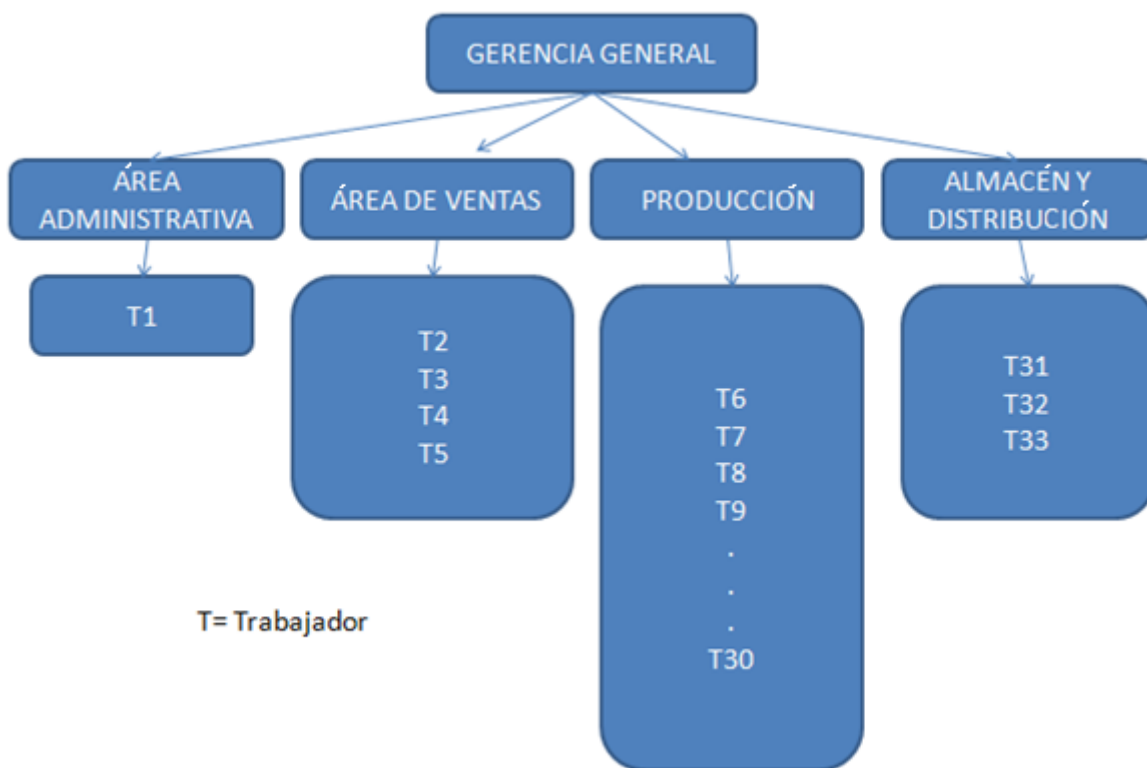 GERENCIA GENERAL
ÁREA
ADMINISTRATIVA
ÁREA DE VENTAS
PRODUCCIÓN
ALMACÉN Y
DISTRIBUCIÓN
T1
T2
T3
T4
T5
T6
T7
T8
T9
.
.
.
T30
T31
T32
T33
T= Trabajador